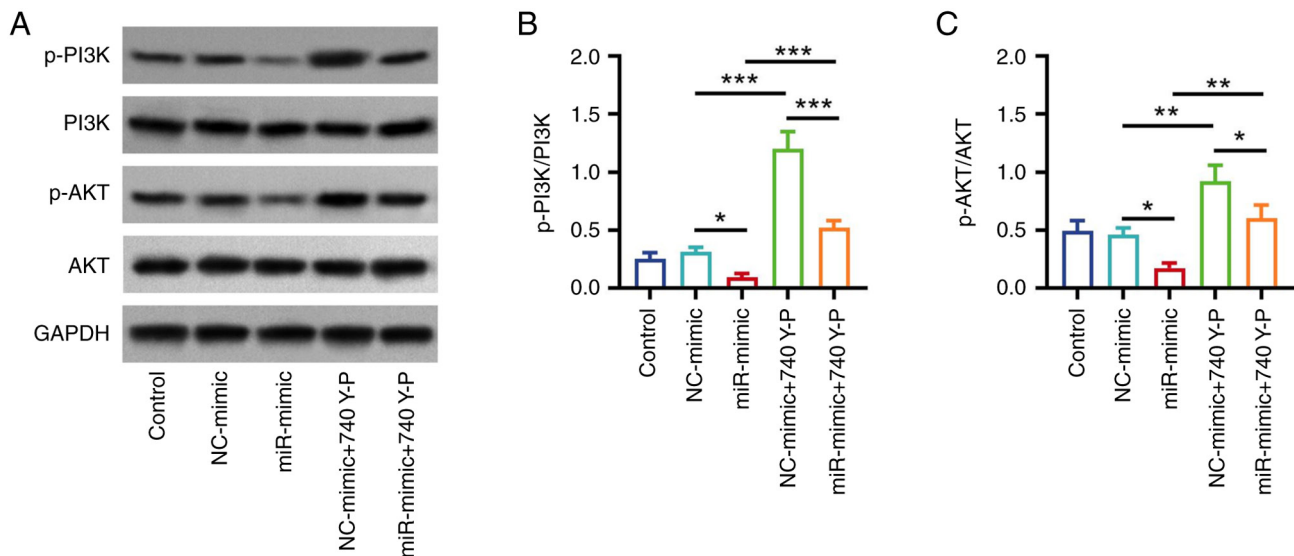 A
p-PI3K
PI3K
p-AKT
AKT
GAPDH
Control
NC-mimic
miR-mimic
NC-mimic+740 Y-P
miR-mimic+740 Y-P
B
p-PI3K/PI3K
2.0
1.5
1.0
0.5
0.0
***
***
***
*
Control
NC-mimic
miR-mimic
NC-mimic+740 Y-P
miR-mimic+740 Y-P
C
p-AKT/AKT
2.0
1.5
1.0
0.5
0.0
**
**
*
*
Control
NC-mimic
miR-mimic
NC-mimic+740 Y-P
miR-mimic+740 Y-P